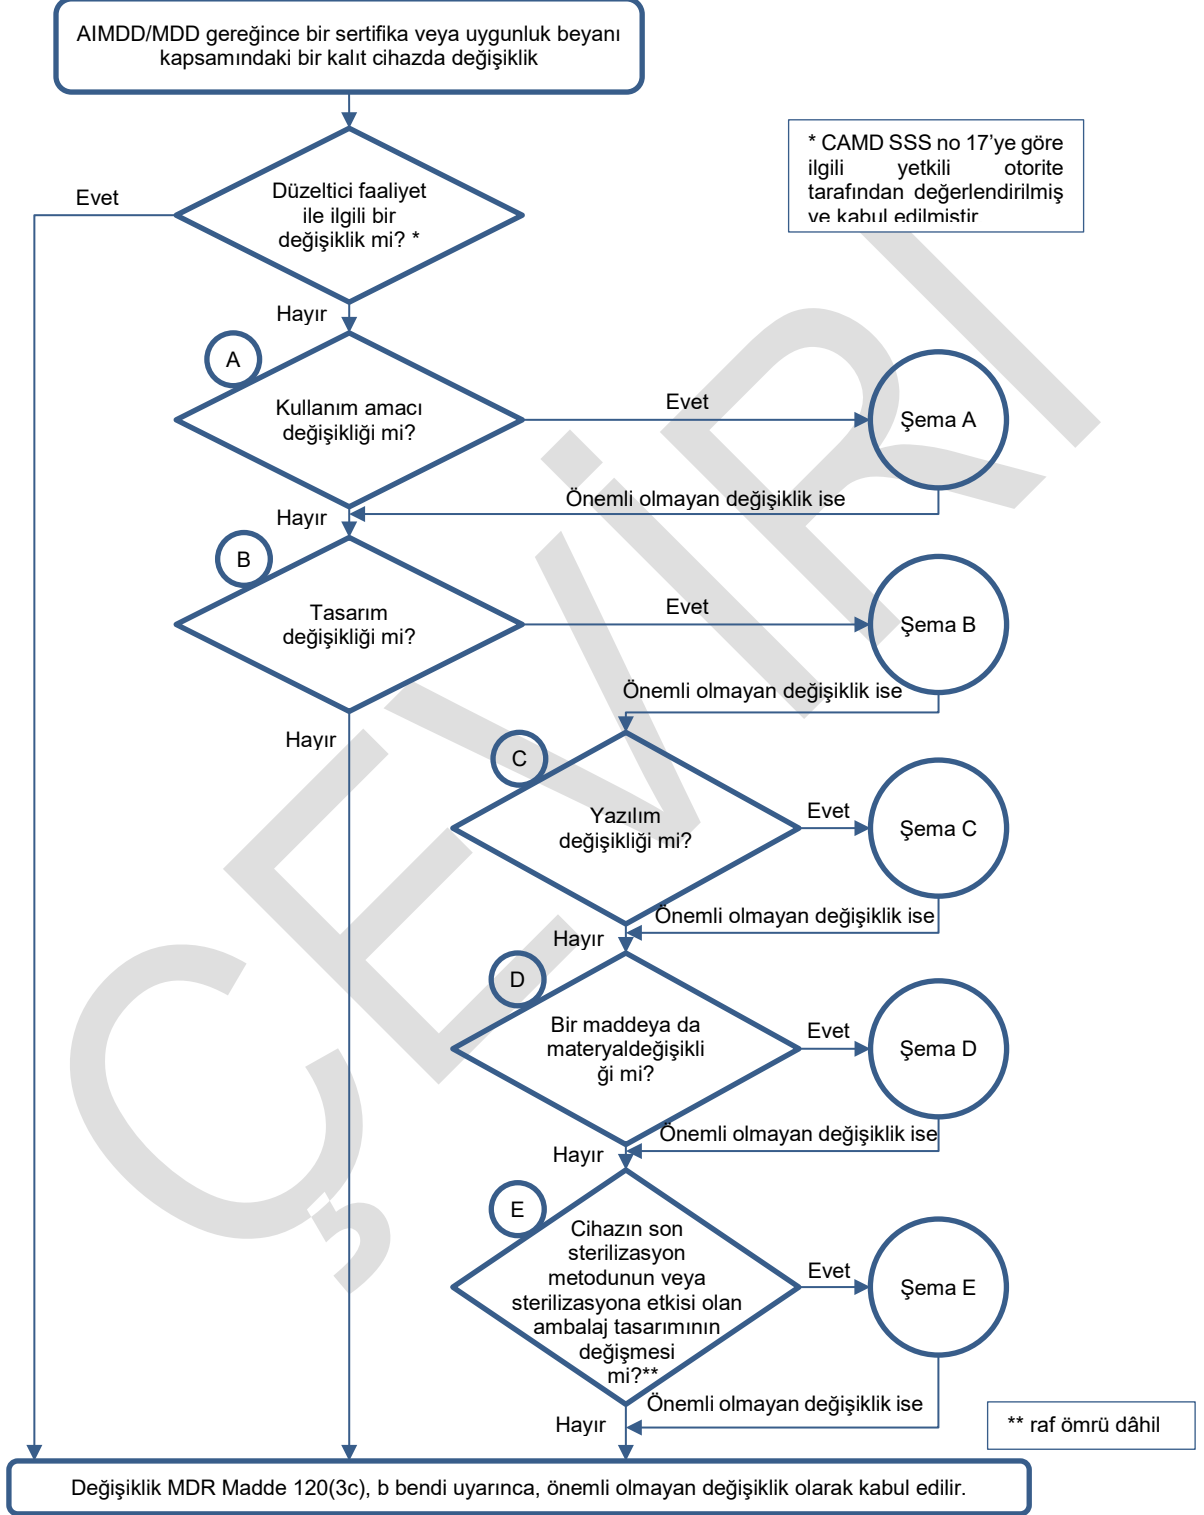 AIMDD/MDD gereğince bir sertifika veya uygunluk beyanı
kapsamındaki bir kalıt cihazda değişiklik
* CAMD SSS no 17’ye göre
ilgili yetkili otorite
tarafından değerlendirilmiş
ve kabul edilmiştir
Evet
Düzeltici faaliyet
ile ilgili bir
değişiklik mi? *
Hayır
A
Kullanım amacı
değişikliği mi?
Evet
Şema A
Önemli olmayan değişiklik ise
Hayır
B
Tasarım
değişikliği mi?
Evet
Şema B
Önemli olmayan değişiklik ise
Hayır
C
Yazılım
değişikliği mi?
Evet
Şema C
Önemli olmayan değişiklik ise
Hayır
D
Bir maddeya da
materyaldeğişikli
ği mi?
Evet
Şema D
Önemli olmayan değişiklik ise
Hayır
E
Cihazın son
sterilizasyon
metodunun veya
sterilizasyona etkisi olan
ambalaj tasarımının
değişmesi
mi?**
Evet
Şema E
Önemli olmayan değişiklik ise
Hayır
** raf ömrü dâhil
Değişiklik MDR Madde 120(3c), b bendi uyarınca, önemli olmayan değişiklik olarak kabul edilir.
ÇEVİRİ